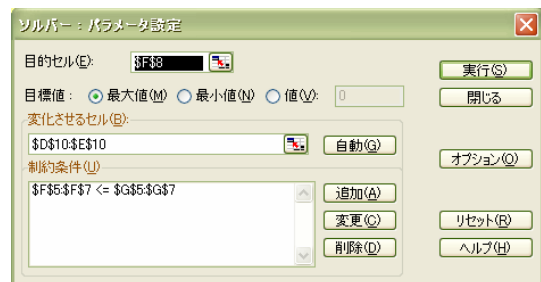 ソルバー：パラメータ設定
目的セル(E): $F$8
実行(S)
目標値： 最大値(M) 最小値(N) 値(V): 0
閉じる
変化させるセル(B):
$D$10:$E$10
自動(G)
オプション(O)
制約条件(U)
$F$5:$F$7 <= $G$5:$G$7
追加(A)
変更(C)
リセット(R)
削除(D)
ヘルプ(H)